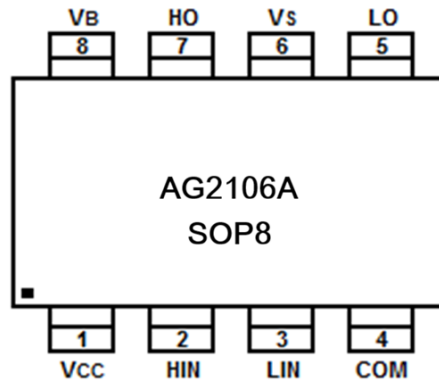 VB HO VS LO
8 7 6 5
AG2106A
SOP8
1 2 3 4
VCC HIN LIN COM